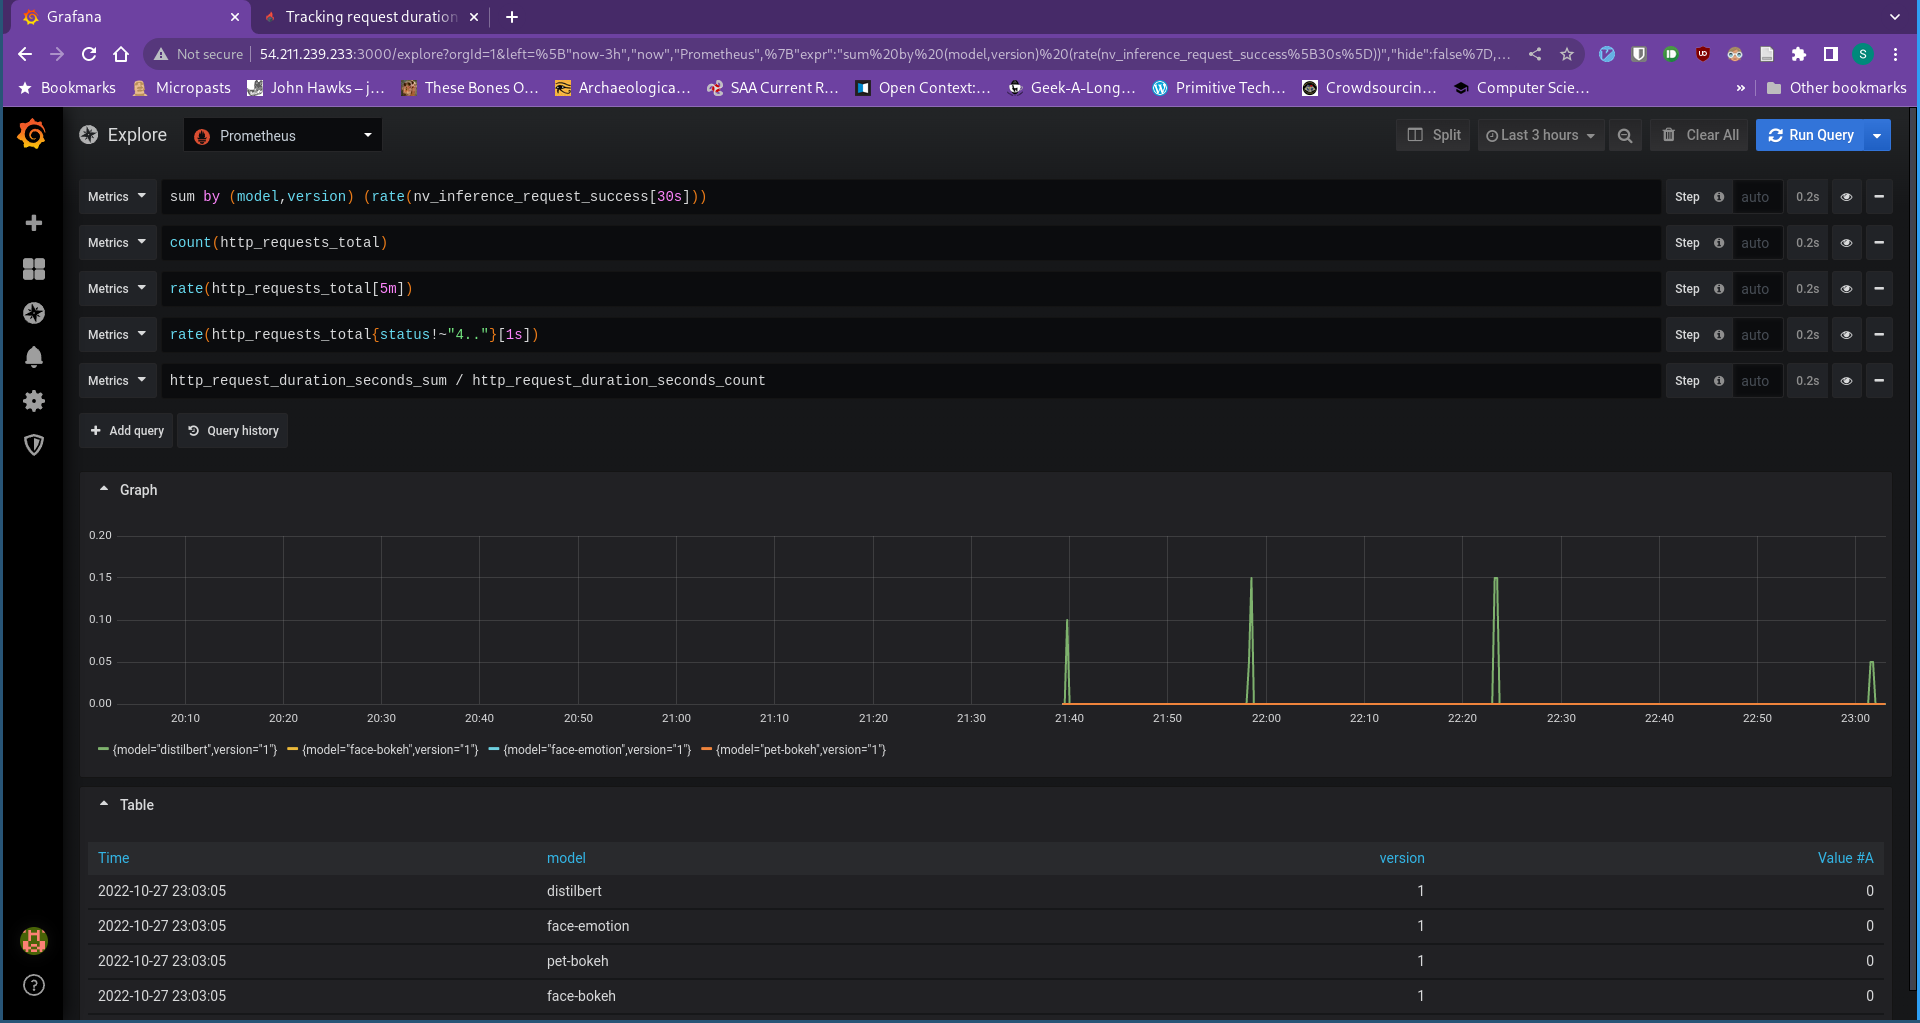 Grafana
Tracking request duration
Not secure 54.211.239.233:3000/explore?orgId=1&left=%5B"now-3h","now","Prometheus",%7B"expr":"sum%20by%20(model,version)%20(rate(nv_inference_request_success%5B30s%5D))","hide":false%7D,...
S
Bookmarks Micropasts John Hawks – j... These Bones O... Archaeologica... SAA Current R... Open Context:... Geek-A-Long... Primitive Tech... Crowdsourcin... Computer Scie... » Other bookmarks
Explore Prometheus Split Last 3 hours Clear All Run Query
Metrics sum by (model,version) (rate(nv_inference_request_success[30s])) Step auto 0.2s
Metrics count(http_requests_total) Step auto 0.2s
Metrics rate(http_requests_total[5m]) Step auto 0.2s
Metrics rate(http_requests_total{status!~"4.."}[1s]) Step auto 0.2s
Metrics http_request_duration_seconds_sum / http_request_duration_seconds_count Step auto 0.2s
+ Add query Query history
Graph
0.20
0.15
0.10
0.05
0.00
20:10 20:20 20:30 20:40 20:50 21:00 21:10 21:20 21:30 21:40 21:50 22:00 22:10 22:20 22:30 22:40 22:50 23:00
{model="distilbert",version="1"} {model="face-bokeh",version="1"} {model="face-emotion",version="1"} {model="pet-bokeh",version="1"}
Table
Time model version Value #A
2022-10-27 23:03:05 distilbert 1 0
2022-10-27 23:03:05 face-emotion 1 0
2022-10-27 23:03:05 pet-bokeh 1 0
2022-10-27 23:03:05 face-bokeh 1 0